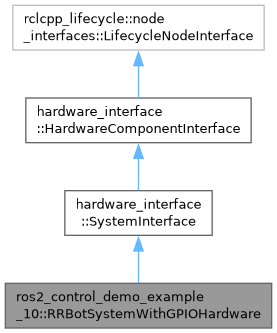 rclcpp_lifecycle::node
_interfaces::LifecycleNodeInterface
hardware_interface
::HardwareComponentInterface
hardware_interface
::SystemInterface
ros2_control_demo_example
_10::RRBotSystemWithGPIOHardware